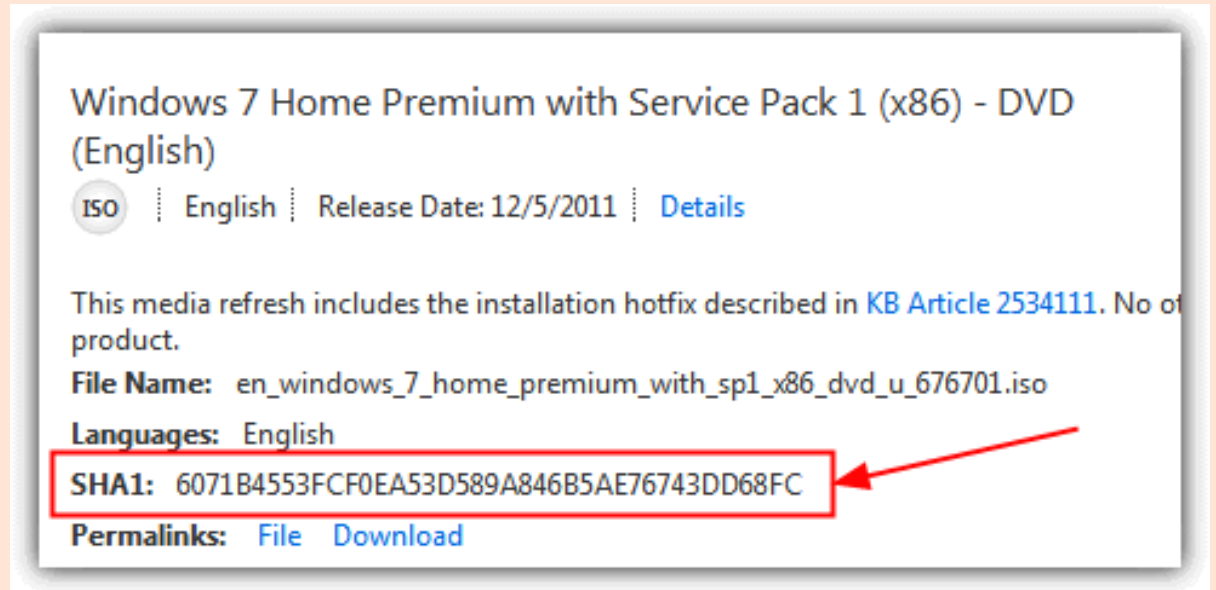 Windows 7 Home Premium with Service Pack 1 (x86) - DVD
(English)
ISO English Release Date: 12/5/2011 Details
This media refresh includes the installation hotfix described in KB Article 2534111. No
product.
File Name: en_windows_7_home_premium_with_sp1_x86_dvd_u_676701.iso
Languages: English
SHA1: 6071B4553FCF0EA53D589A846B5AE76743DD68FC
Permalinks: File Download